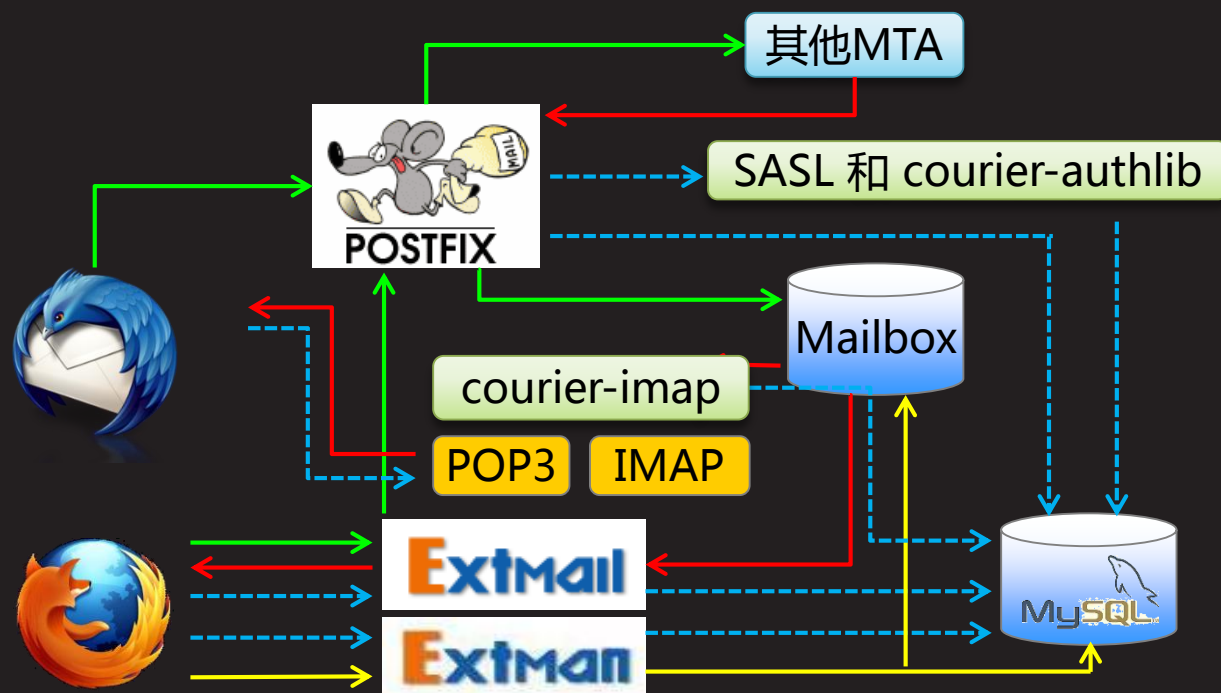 其他MTA
MAIL
POSTFIX
SASL 和 courier-authlib
Mailbox
courier-imap
POP3
IMAP
Extmail
MySQL
Extman